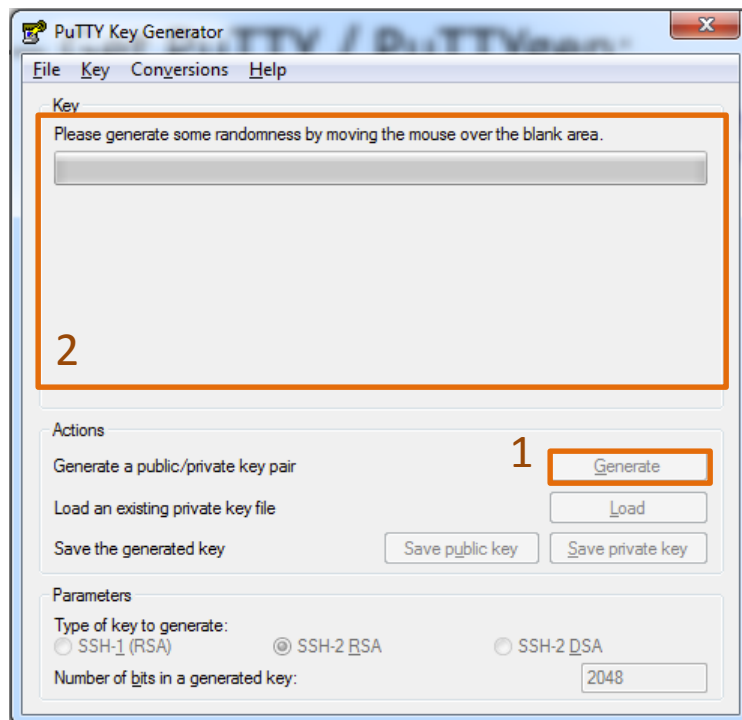 PuTTY Key Generator
Get PuTTY / PuTTYgen:
File Key Conversions Help
Key
Please generate some randomness by moving the mouse over the blank area.
2
Actions
Generate a public/private key pair
1
Generate
Load an existing private key file
Load
Save the generated key
Save public key
Save private key
Parameters
Type of key to generate:
SSH-1 (RSA)
SSH-2 RSA
SSH-2 DSA
Number of bits in a generated key:
2048